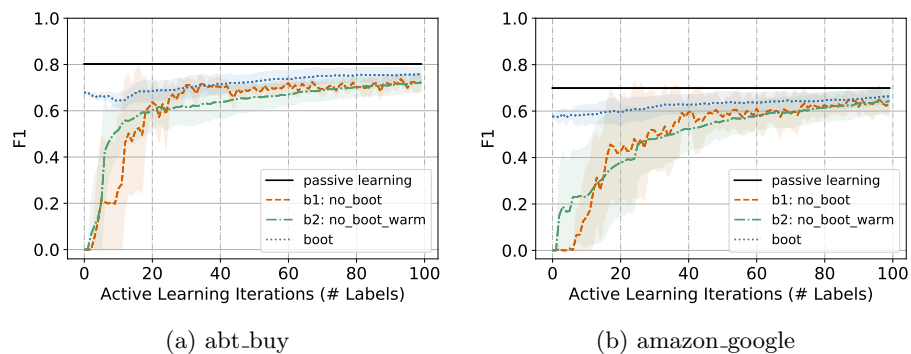 1.0
0.8
0.6
0.4
0.2
0.0
F1
0 20 40 60 80 100
Active Learning Iterations (# Labels)
passive learning
b1: no_boot
b2: no_boot_warm
boot
(a) abt_buy
1.0
0.8
0.6
0.4
0.2
0.0
F1
0 20 40 60 80 100
Active Learning Iterations (# Labels)
passive learning
b1: no_boot
b2: no_boot_warm
boot
(b) amazon_google